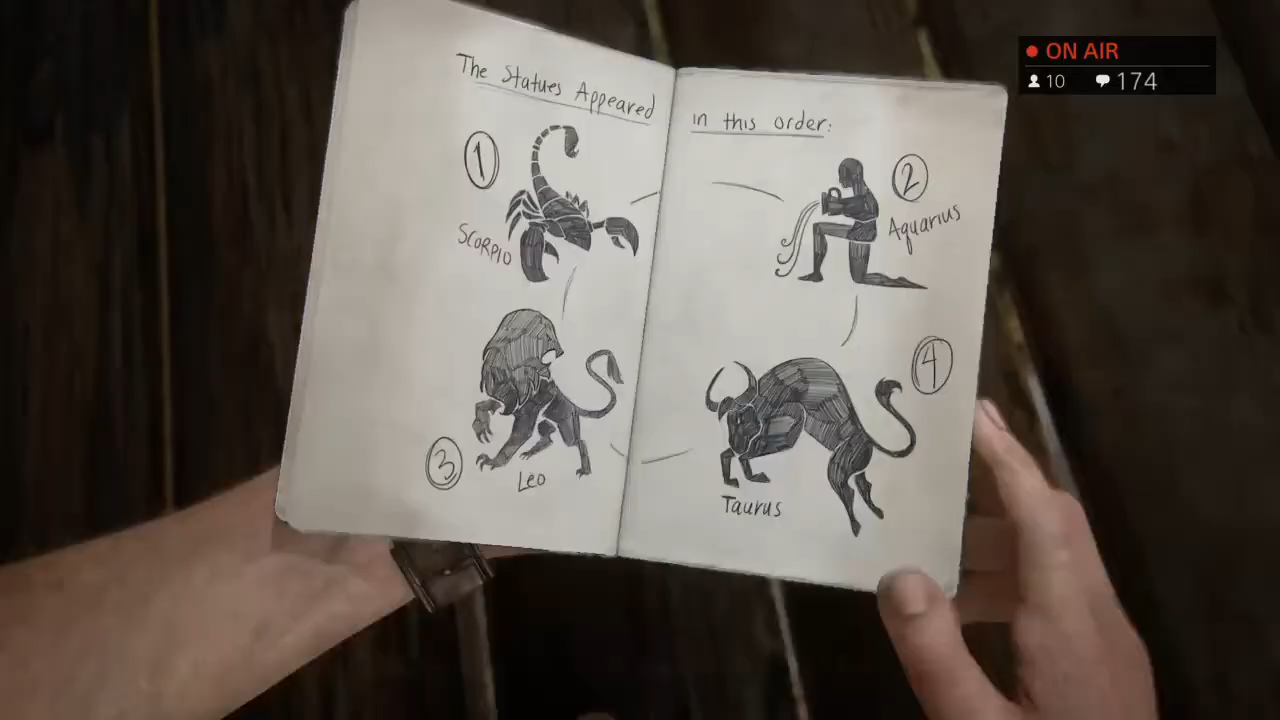 The Statues Appeared in this order:
1
SCORPIO
2
Aquarius
3
Leo
4
Taurus
ON AIR
10 174